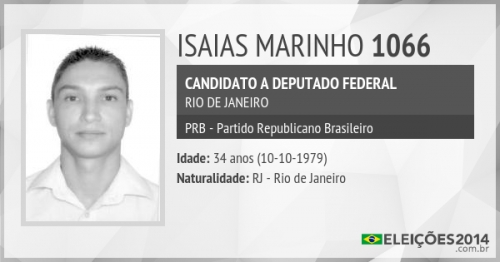 ISAIAS MARINHO 1066
CANDIDATO A DEPUTADO FEDERAL
RIO DE JANEIRO
PRB - Partido Republicano Brasileiro
Idade: 34 anos (10-10-1979)
Naturalidade: RJ - Rio de Janeiro
ELEIÇÕES2014
.com.br